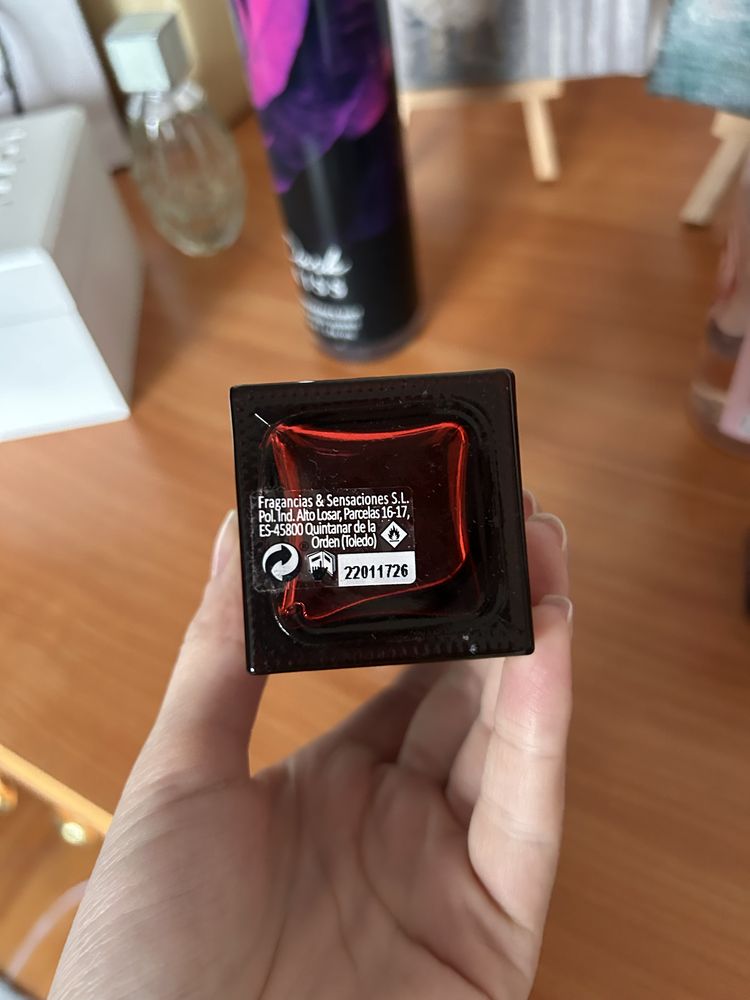 Fragancias & Sensaciones S.L.
Pol. Ind. Alto Losar, Parcelas 16-17,
ES-45800 Quintanar de la
Orden (Toledo)
22011726